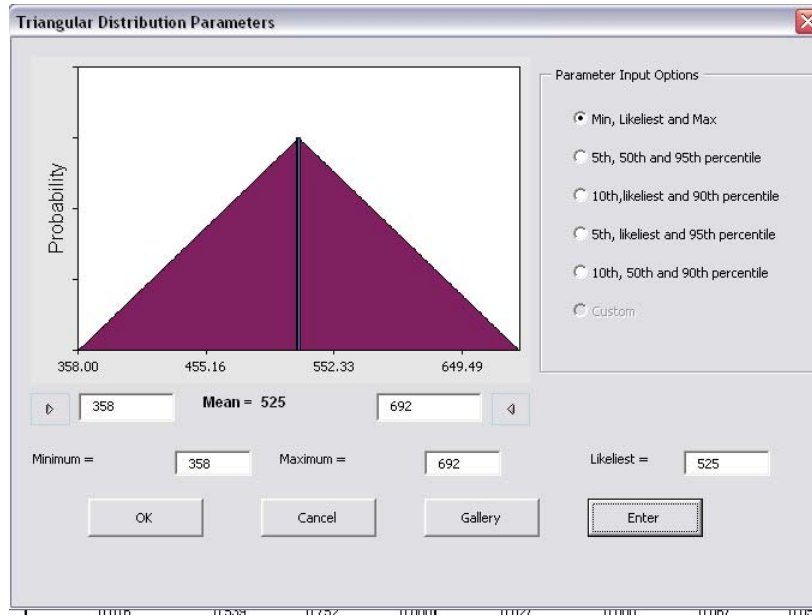 Triangular Distribution Parameters
Probability
358.00 455.16 552.33 649.49
358 Mean = 525 692
Parameter Input Options
Min, Likeliest and Max
5th, 50th and 95th percentile
10th,likeliest and 90th percentile
5th, likeliest and 95th percentile
10th, 50th and 90th percentile
Custom
Minimum = 358 Maximum = 692 Likeliest = 525
OK Cancel Gallery Enter